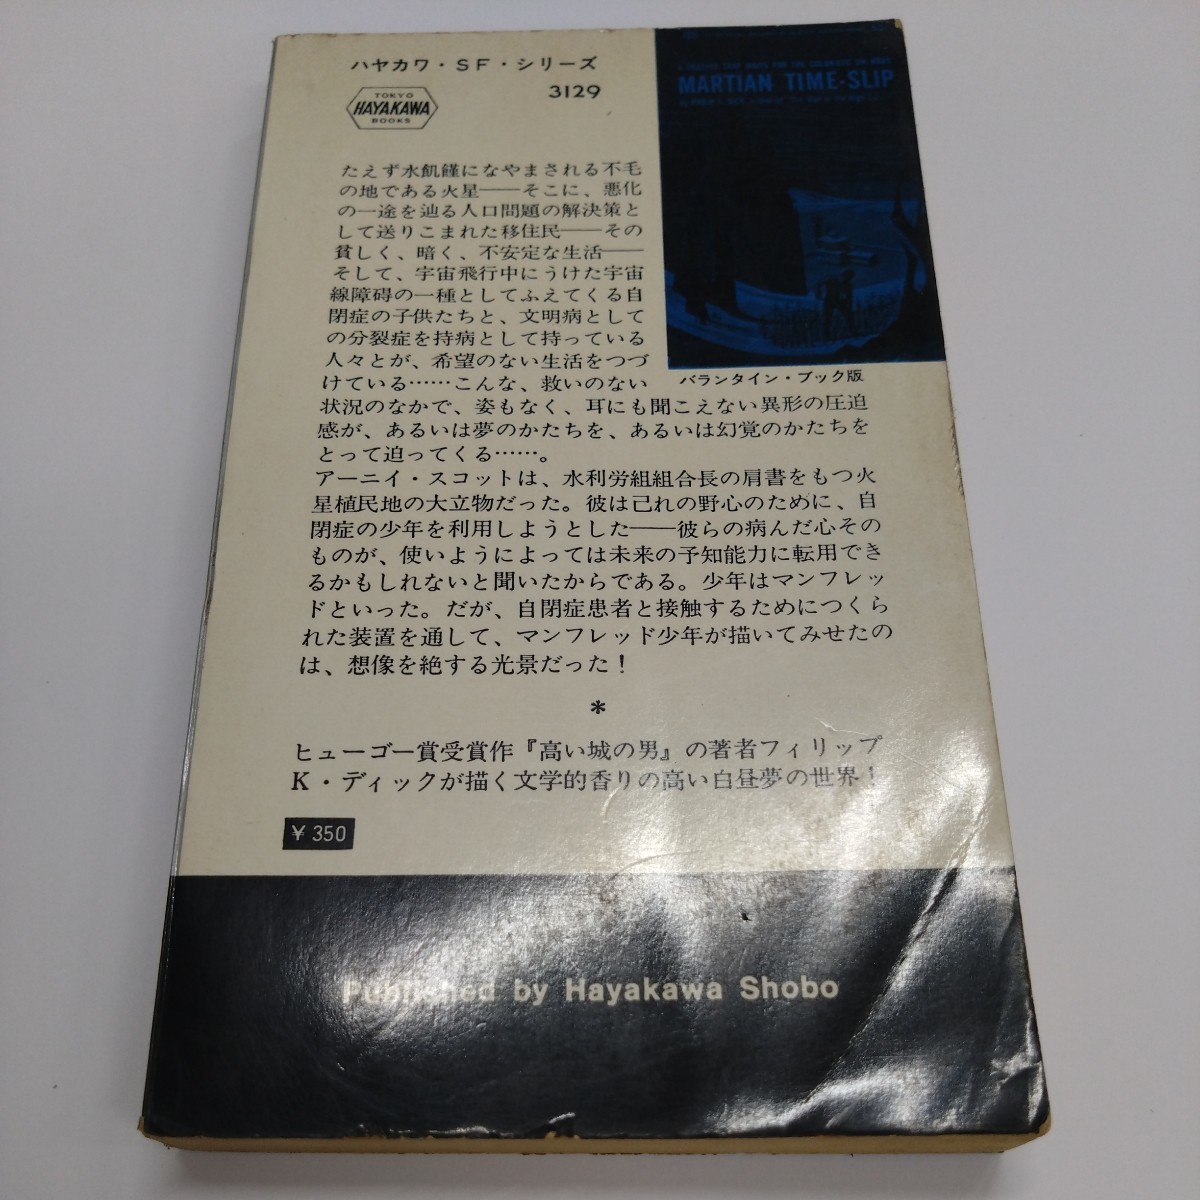 ハヤカワ・SF・シリーズ
3129
TOKYO
HAYAKAWA
BOOKS
MARTIAN TIME-SLIP
たえず水飢饉になやまされる不毛
の地である火星――そこに、悪化
の一途を辿る人口問題の解決策と
して送りこまれた移住民――その
貧しく、暗く、不安定な生活――
そして、宇宙飛行中にうけた宇宙
線障碍の一種としてふえてくる自
閉症の子供たちと、文明病として
の分裂症を持病として持っている
人々とが、希望のない生活をつづ
けている……こんな、救いのない
バランタイン・ブック版
状況のなかで、姿もなく、耳にも聞こえない異形の圧迫
感が、あるいは夢のかたちを、あるいは幻覚のかたちを
とって迫ってくる……。
アーニイ・スコットは、水利労組組合長の肩書をもつ火
星植民地の大立物だった。彼は己れの野心のために、自
閉症の少年を利用しようとした――彼らの病んだ心その
ものが、使いようによっては未来の予知能力に転用でき
るかもしれないと聞いたからである。少年はマンフレッ
ドといった。だが、自閉症患者と接触するためにつくら
れた装置を通して、マンフレッド少年が描いてみせたの
は、想像を絶する光景だった！
*
ヒューゴー賞受賞作『高い城の男』の著者フィリップ
K・ディックが描く文学的香りの高い白昼夢の世界！
¥350
Published by Hayakawa Shobo